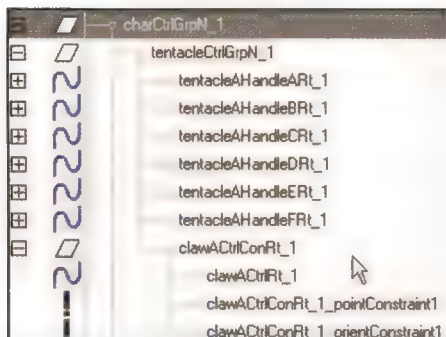 charCtrlGrpN_1
tentacleCtrlGrpN_1
tentacleAHandleARt_1
tentacleAHandleBRt_1
tentacleAHandleCRt_1
tentacleAHandleDRt_1
tentacleAHandleERt_1
tentacleAHandleFRt_1
clawACtrlConRt_1
clawACtrlRt_1
clawACtrlConRt_1_pointConstraint1
clawACtrlConRt_1_orientConstraint1